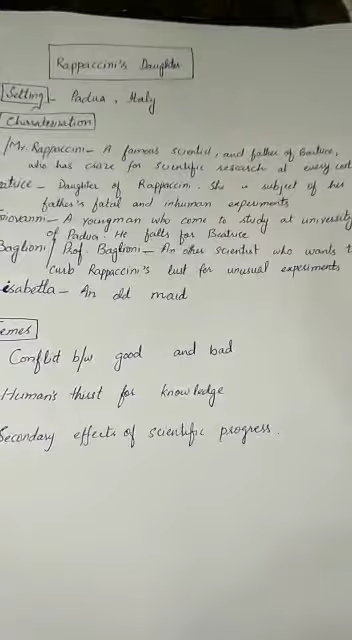 Rappaccini's Daughter
Setting - Padua, Italy
Characterisation
/Mr. Rappaccini - A famous scientist, and father of Beatrice,
who has craze for scientific research at every cost
atrice - Daughter of Rappaccini. She is subject of her
father's fatal and inhuman experiments
Giovanni - A youngman who come to study at university
of Padua. He falls for Beatrice
Baglioni/ Prof. Baglioni - An other scientist who wants t
curb Rappaccini's lust for unusual experiments
isabetta - An old maid
emes
Conflict b/w good and bad
Human's thirst for knowledge
Secondary effects of scientific progress.